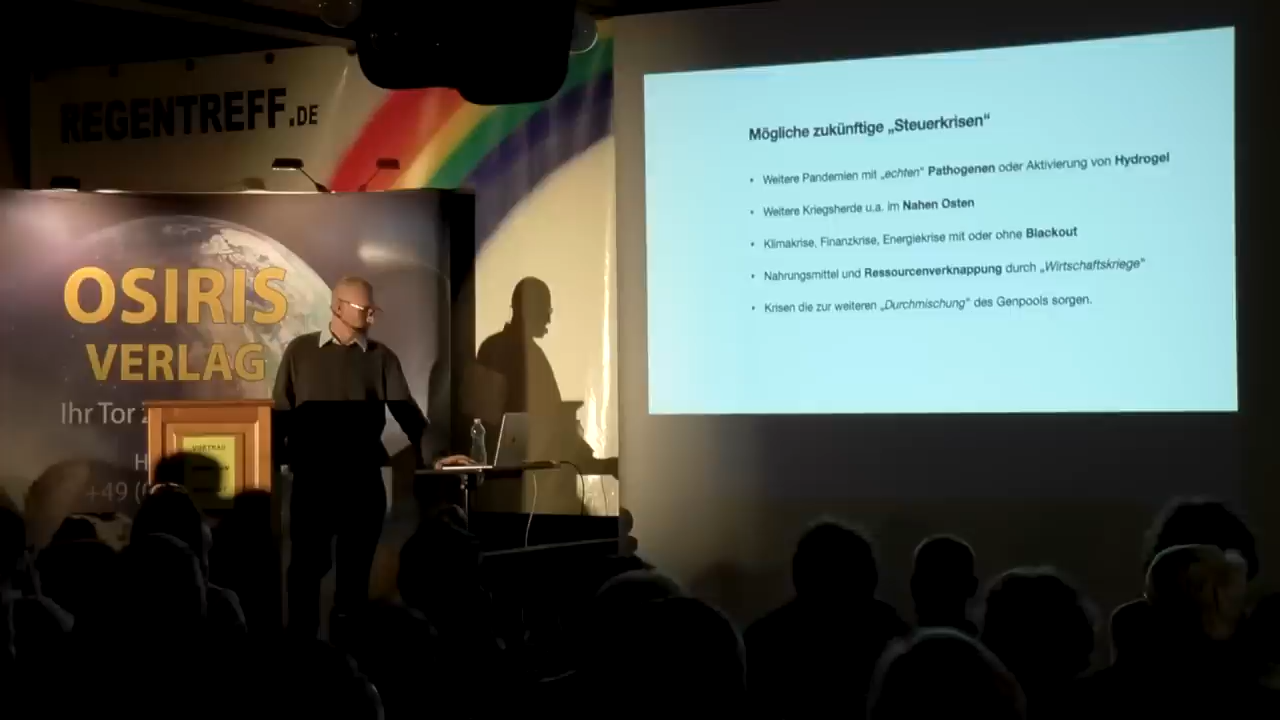 REGENTREFF.DE
OSIRIS
VERLAG
Ihr Tor
H
+49 (
VORTRAG
Mögliche zukünftige „Steuerkrisen“
• Weitere Pandemien mit „echten“ Pathogenen oder Aktivierung von Hydrogel
• Weitere Kriegsherde u.a. im Nahen Osten
• Klimakrise, Finanzkrise, Energiekrise mit oder ohne Blackout
• Nahrungsmittel und Ressourcenverknappung durch „Wirtschaftskriege“
• Krisen die zur weiteren „Durchmischung“ des Genpools sorgen.